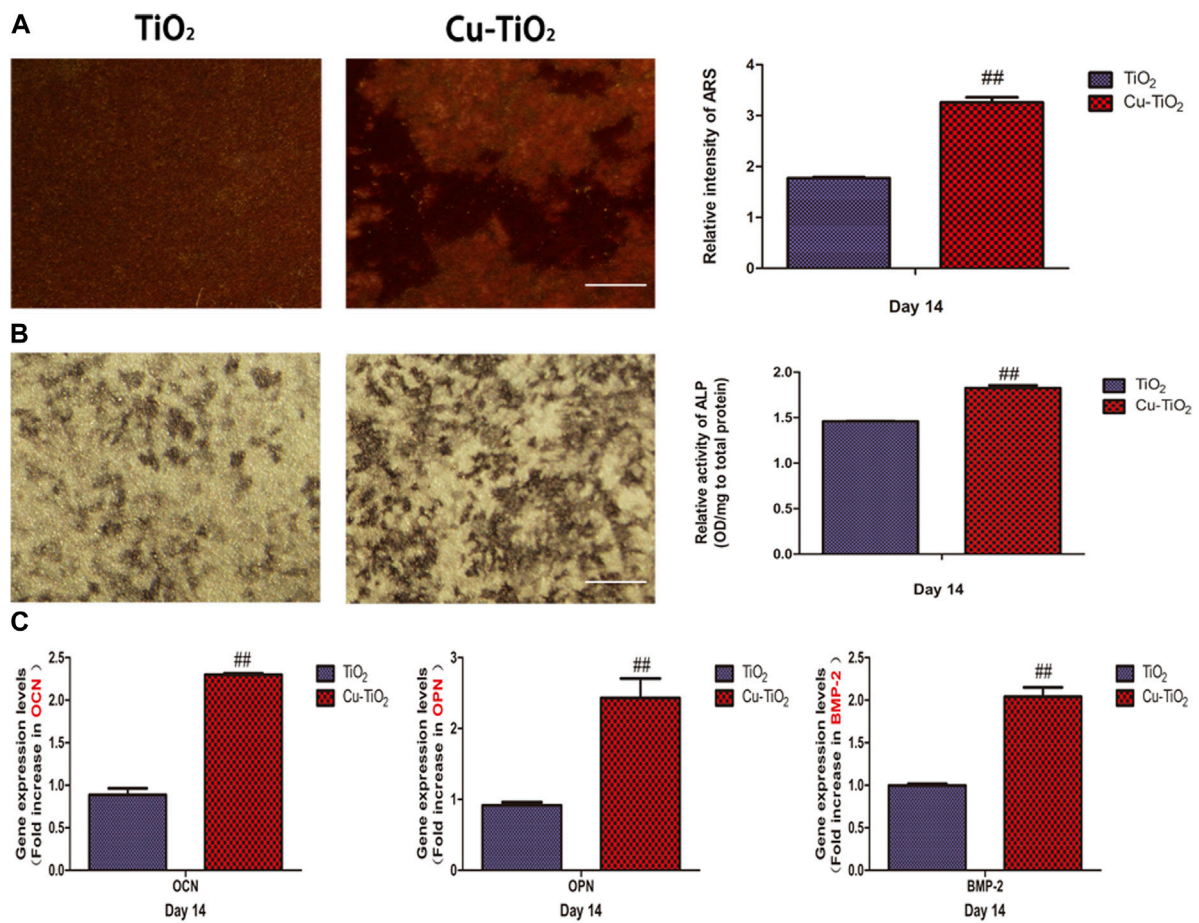 A
TiO2
Cu-TiO2
Relative intensity of ARS
4
3
2
1
0
##
Day 14
TiO2
Cu-TiO2
B
Relative activity of ALP
(OD/mg to total protein)
2.0
1.5
1.0
0.5
0.0
##
Day 14
TiO2
Cu-TiO2
C
Gene expression levels
(Fold increase in OCN)
2.5
2.0
1.5
1.0
0.5
0.0
##
OCN
Day 14
TiO2
Cu-TiO2
Gene expression levels
(Fold increase in OPN)
3
2
1
0
##
OPN
Day 14
TiO2
Cu-TiO2
Gene expression levels
(Fold increase in BMP-2)
2.5
2.0
1.5
1.0
0.5
0.0
##
BMP-2
Day 14
TiO2
Cu-TiO2